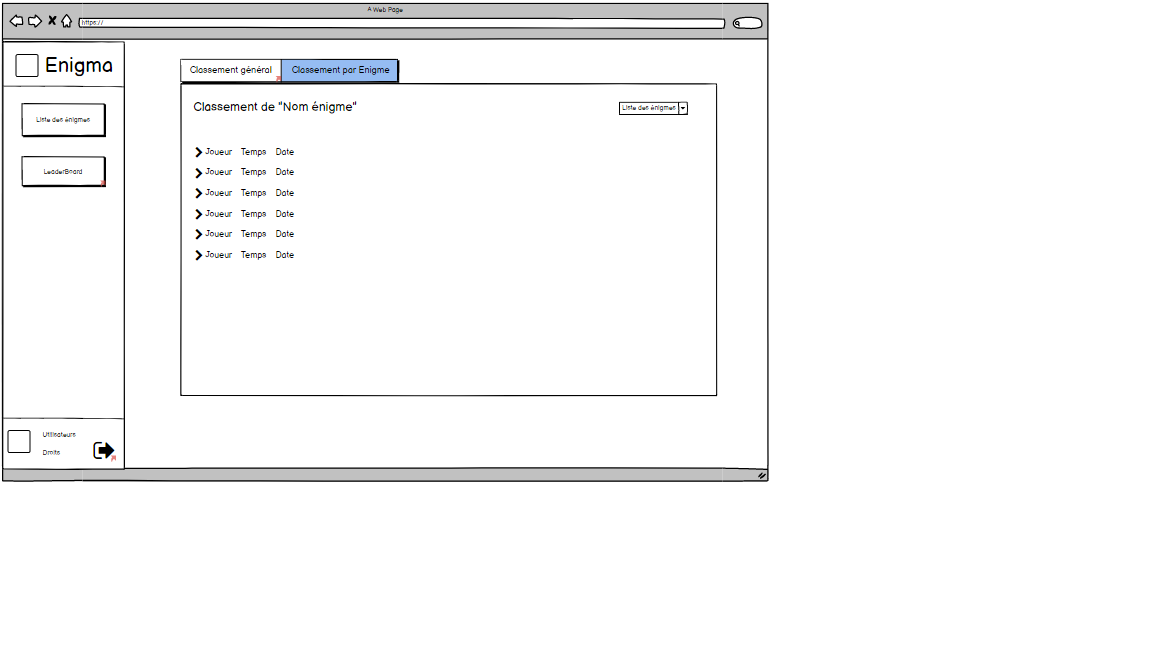 A Web Page
https://
Enigma
Liste des énigmes
LeaderBoard
Classement général
Classement par Enigme
Classement de "Nom énigme"
Liste des énigmes
Joueur Temps Date
Joueur Temps Date
Joueur Temps Date
Joueur Temps Date
Joueur Temps Date
Joueur Temps Date
Utilisateurs
Droits